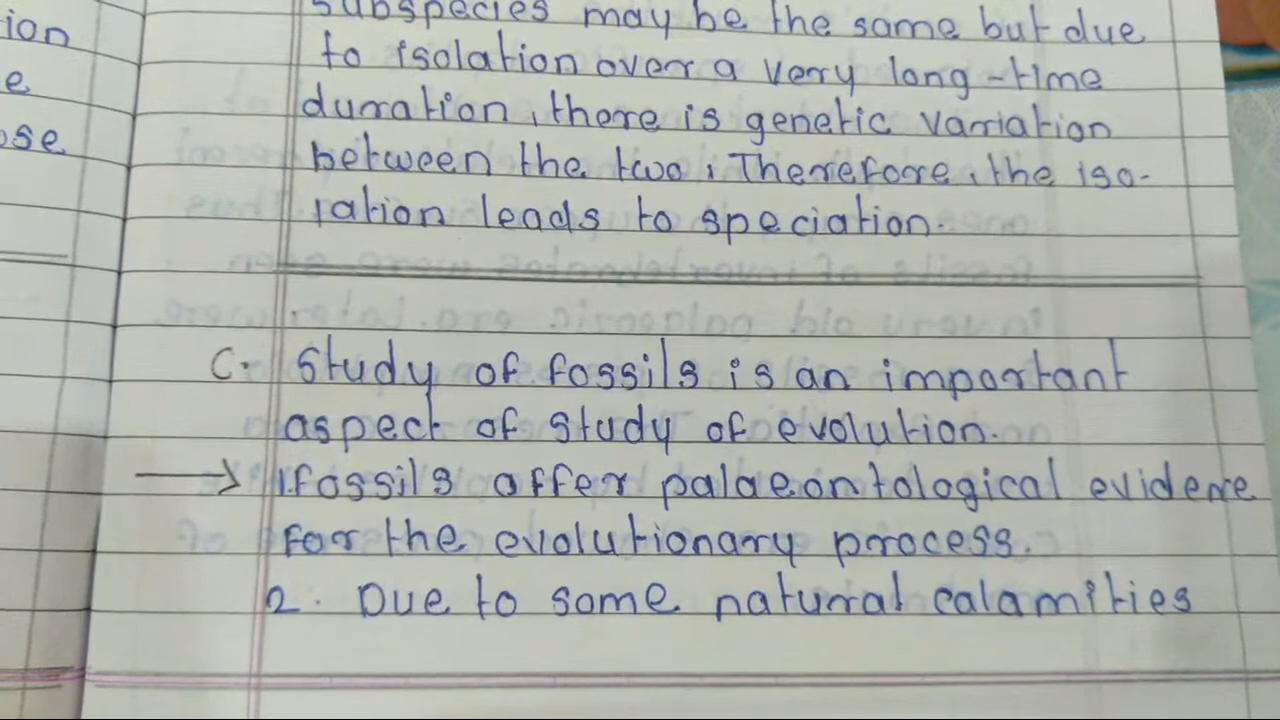 ion
e
ose
subspecies may be the same but due
to isolation over a very long-time
duration, there is genetic variation
between the two. Therefore, the iso-
lation leads to speciation.
C. Study of fossils is an important
aspect of study of evolution.
→ 1. fossils offer palaeontological evidence
for the evolutionary process.
2. Due to some natural calamities